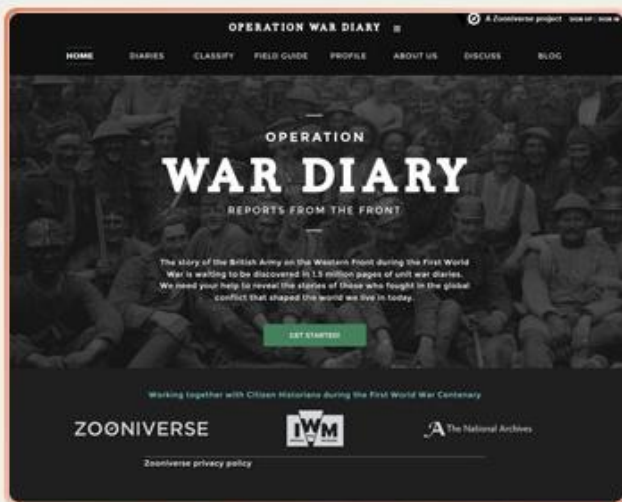 OPERATION WAR DIARY
A Zooniverse project SIGN UP | SIGN IN
HOME DIARIES CLASSIFY FIELD GUIDE PROFILE ABOUT US DISCUSS BLOG
OPERATION
WAR DIARY
REPORTS FROM THE FRONT
The story of the British Army on the Western Front during the First World
War is waiting to be discovered in 1.5 million pages of unit war diaries.
We need your help to reveal the stories of those who fought in the global
conflict that shaped the world we live in today.
GET STARTED!
Working together with Citizen Historians during the First World War Centenary
ZOONIVERSE
IWM
The National Archives
Zooniverse privacy policy